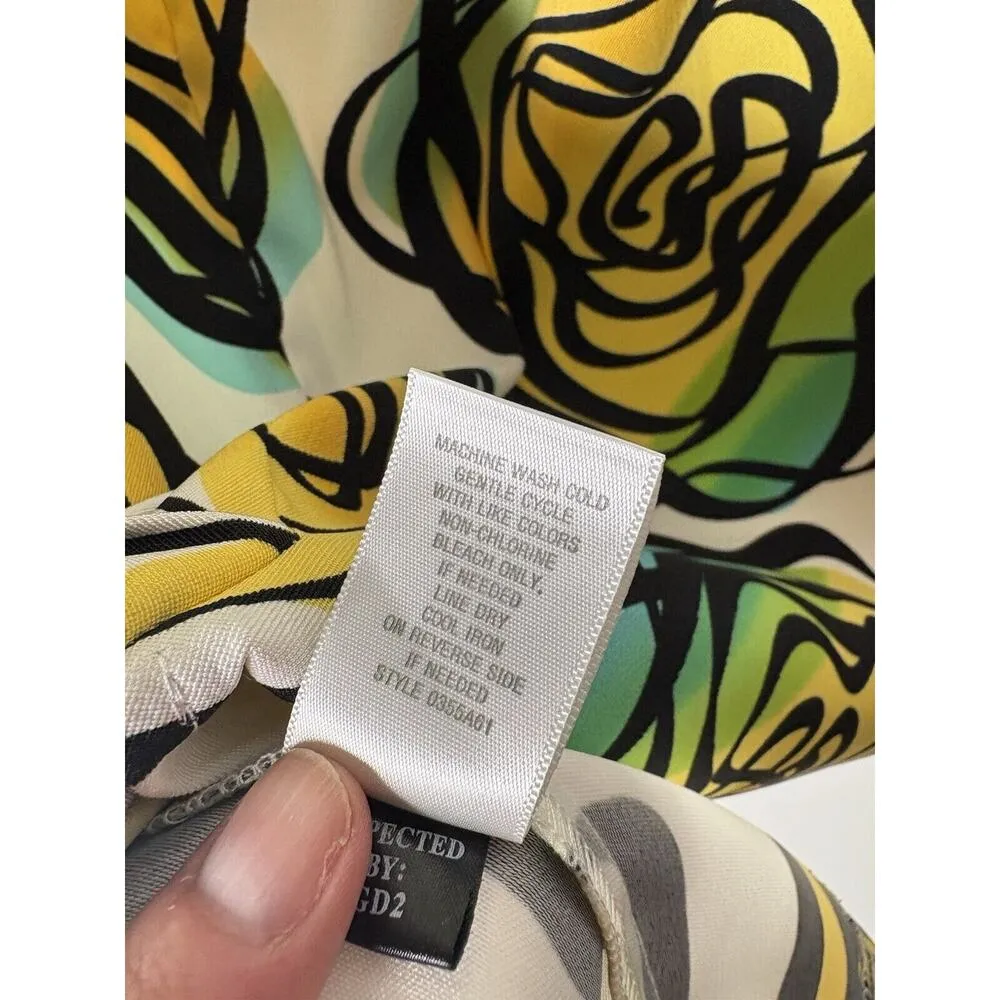 MACHINE WASH COLD
GENTLE CYCLE
WITH LIKE COLORS
NON-CHLORINE
BLEACH ONLY,
IF NEEDED
LINE DRY
COOL IRON
ON REVERSE SIDE
IF NEEDED
STYLE 0355A61
PECTED
BY:
GD2